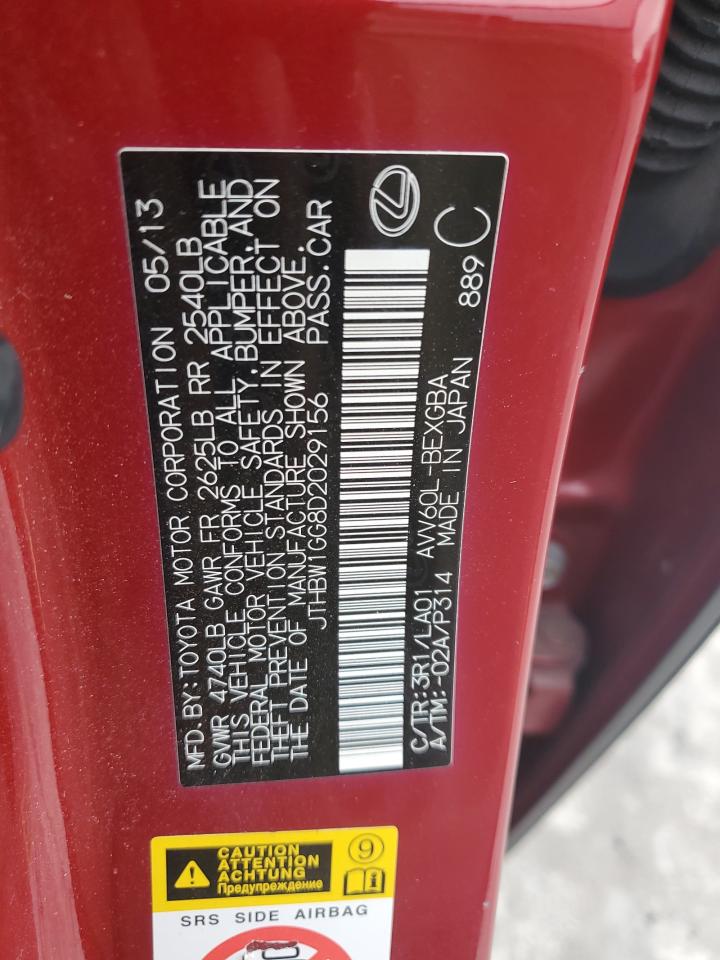 MFD.BY:TOYOTA MOTOR CORPORATION 05/13
GVWR 4740LB GAWR FR 2625LB RR 2540LB
THIS VEHICLE CONFORMS TO ALL APPLICABLE
FEDERAL MOTOR VEHICLE SAFETY,BUMPER,AND
THEFT PREVENTION STANDARDS IN EFFECT ON
THE DATE OF MANUFACTURE SHOWN ABOVE.
JTHBW1GG8D2029156 PASS.CAR
C/TR:3R1/LA01 AVV60L-BEXGBA 889 C
A/TM:-02A/P314 MADE IN JAPAN
CAUTION
ATTENTION
ACHTUNG
Предупреждение
9
SRS SIDE AIRBAG